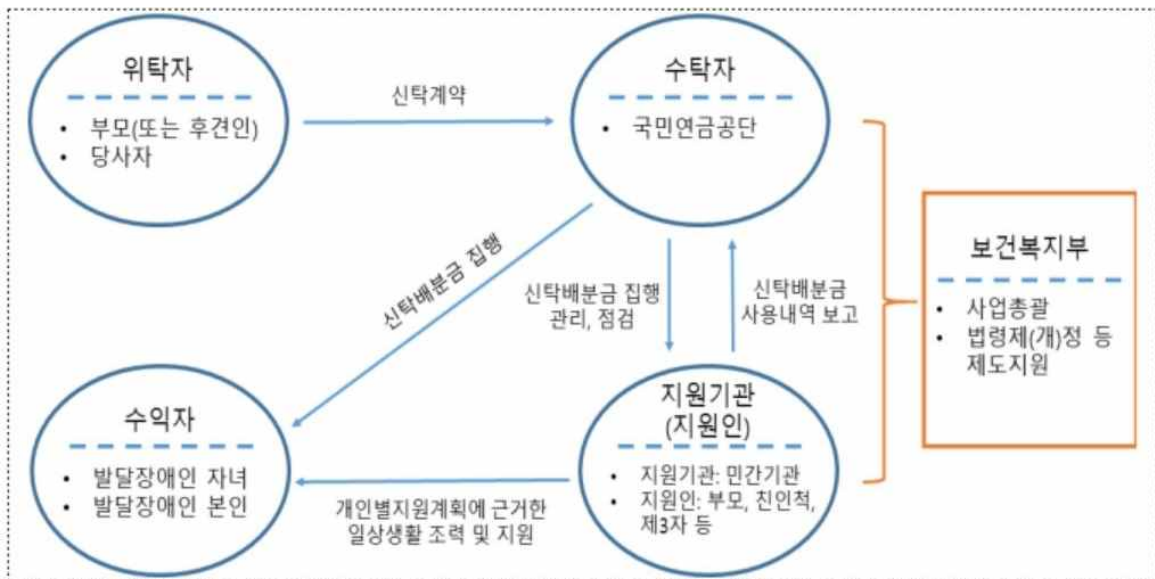 위탁자
• 부모(또는 후견인)
• 당사자
신탁계약
수탁자
• 국민연금공단
신탁배분금 집행
신탁배분금 집행
관리, 점검
신탁배분금
사용내역 보고
보건복지부
• 사업총괄
• 법령제(개)정 등
제도지원
수익자
• 발달장애인 자녀
• 발달장애인 본인
개인별지원계획에 근거한
일상생활 조력 및 지원
지원기관
(지원인)
• 지원기관: 민간기관
• 지원인: 부모, 친인척,
제3자 등